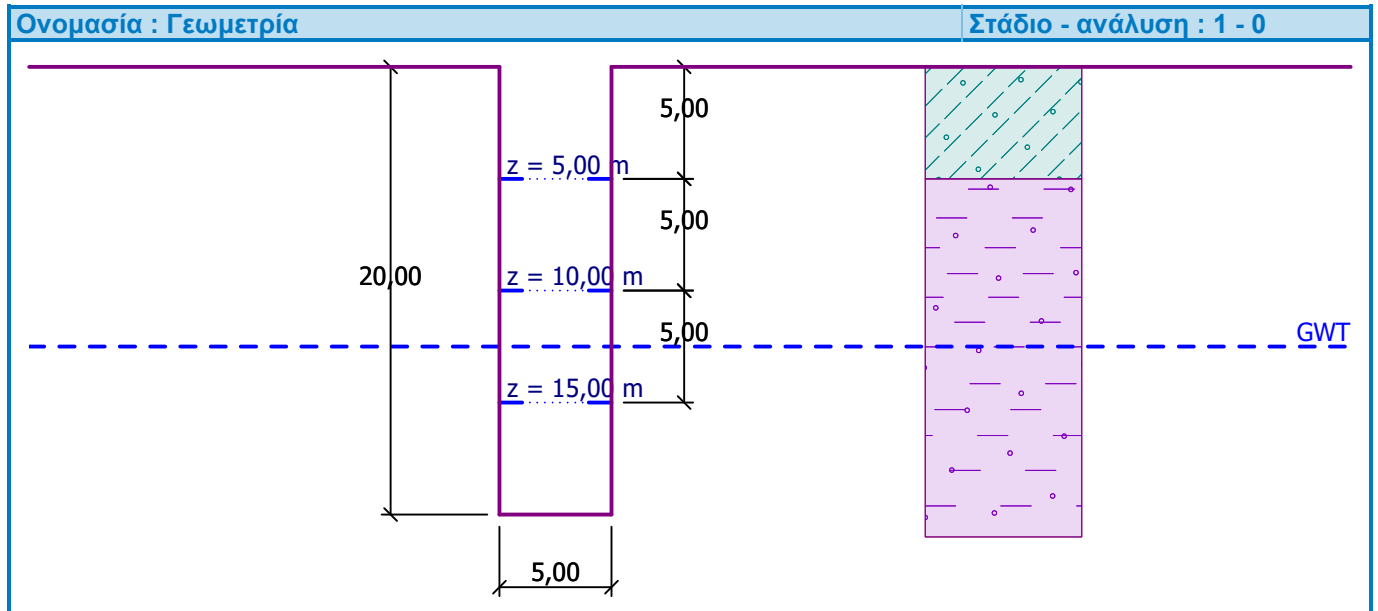 Ονομασία : Γεωμετρία
Στάδιο - ανάλυση : 1 - 0
5,00
z = 5,00 m
5,00
20,00
z = 10,00 m
5,00
GWT
z = 15,00 m
5,00